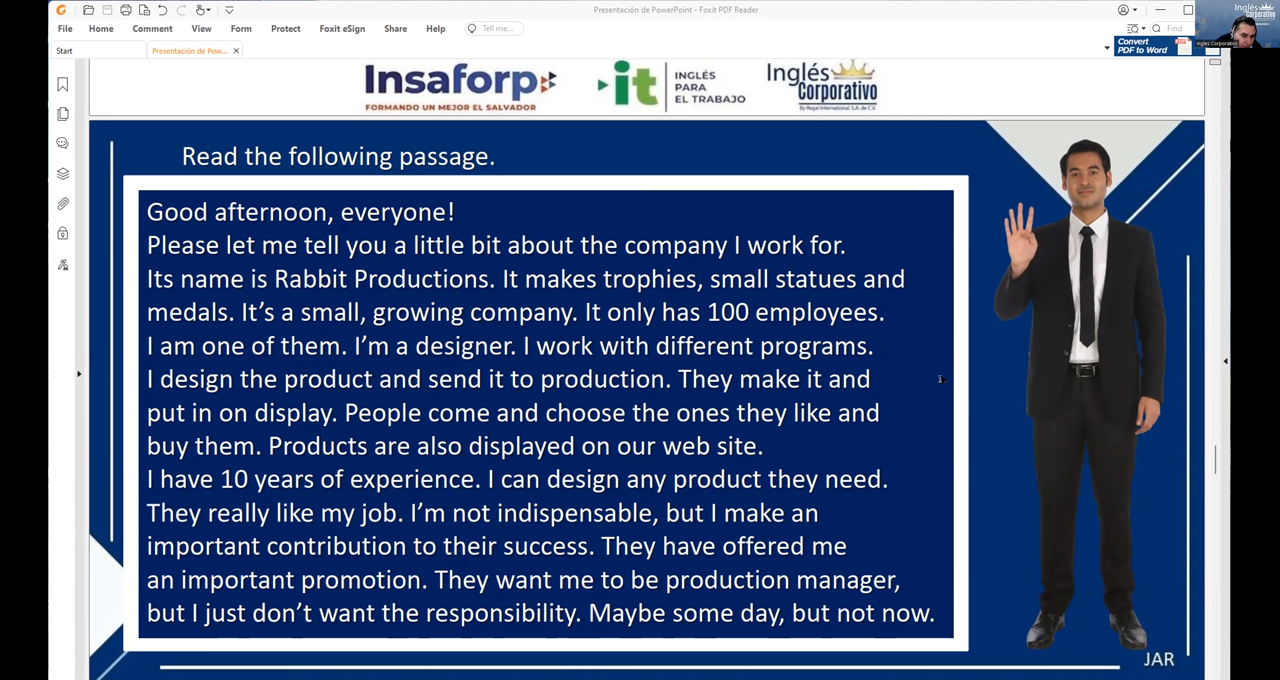 Presentación de PowerPoint - Foxit PDF Reader
File Home Comment View Form Protect Foxit eSign Share Help Tell me... Find
Start Presentación de Pow...
Convert
PDF to Word
Inglés
Corporativo
Inglés Corporativo
Insaforp
FORMANDO UN MEJOR EL SALVADOR
it
INGLÉS
PARA
EL TRABAJO
Inglés
Corporativo
By Regal International, S.A. de C.V.
Read the following passage.
Good afternoon, everyone!
Please let me tell you a little bit about the company I work for.
Its name is Rabbit Productions. It makes trophies, small statues and
medals. It’s a small, growing company. It only has 100 employees.
I am one of them. I’m a designer. I work with different programs.
I design the product and send it to production. They make it and
put in on display. People come and choose the ones they like and
buy them. Products are also displayed on our web site.
I have 10 years of experience. I can design any product they need.
They really like my job. I’m not indispensable, but I make an
important contribution to their success. They have offered me
an important promotion. They want me to be production manager,
but I just don’t want the responsibility. Maybe some day, but not now.
JAR